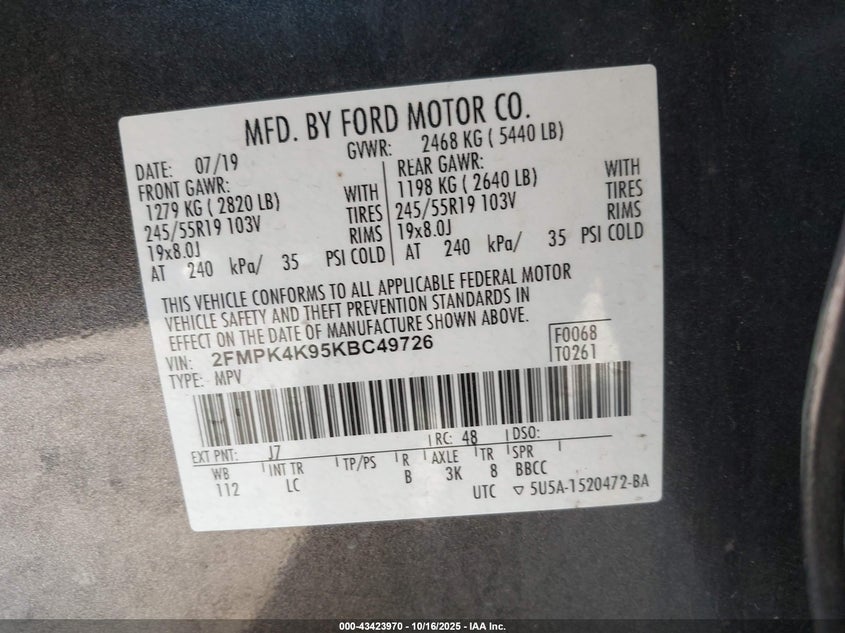 MFD. BY FORD MOTOR CO.
DATE: 07/19
GVWR: 2468 KG ( 5440 LB)
FRONT GAWR:
1279 KG ( 2820 LB) WITH
245/55R19 103V TIRES
19x8.0J RIMS
AT 240 kPa/ 35 PSI COLD
REAR GAWR:
1198 KG ( 2640 LB) WITH
245/55R19 103V TIRES
19x8.0J RIMS
AT 240 kPa/ 35 PSI COLD
THIS VEHICLE CONFORMS TO ALL APPLICABLE FEDERAL MOTOR
VEHICLE SAFETY AND THEFT PREVENTION STANDARDS IN
EFFECT ON THE DATE OF MANUFACTURE SHOWN ABOVE.
VIN: 2FMPK4K95KBC49726
TYPE: MPV
F0068
T0261
EXT PNT: J7 RC: 48 DSO:
WB INT TR TP/PS R AXLE TR SPR
112 LC B 3K 8 BBCC
UTC ▽ 5U5A-1520472-BA
000-43423970 - 10/16/2025 - IAA Inc.